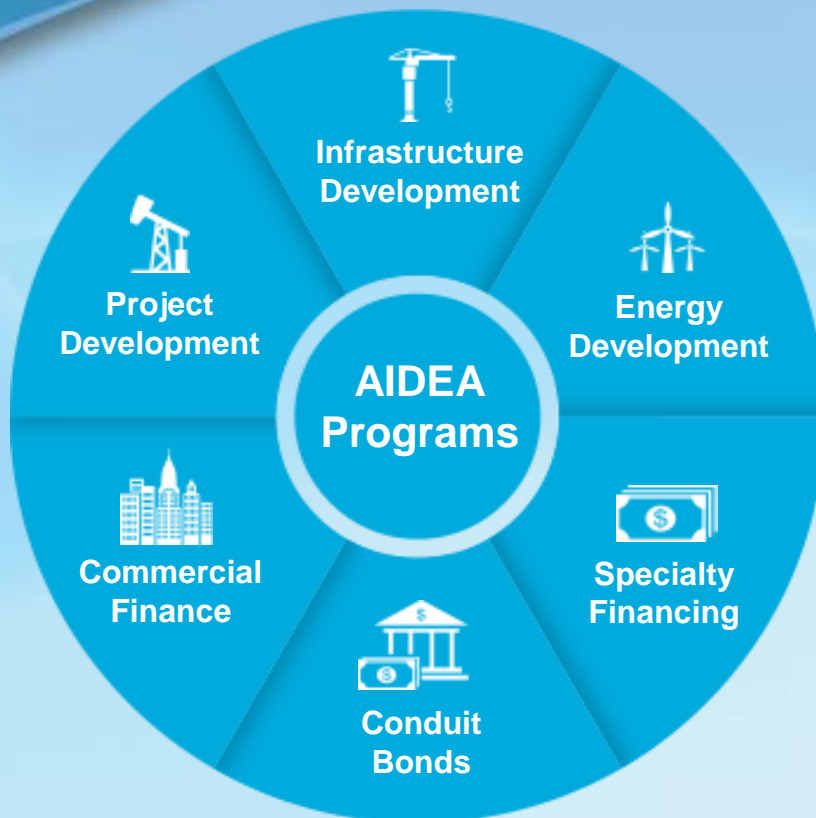 Infrastructure
Development
Project
Development
Energy
Development
AIDEA
Programs
Commercial
Finance
Specialty
Financing
Conduit
Bonds
$
$
$